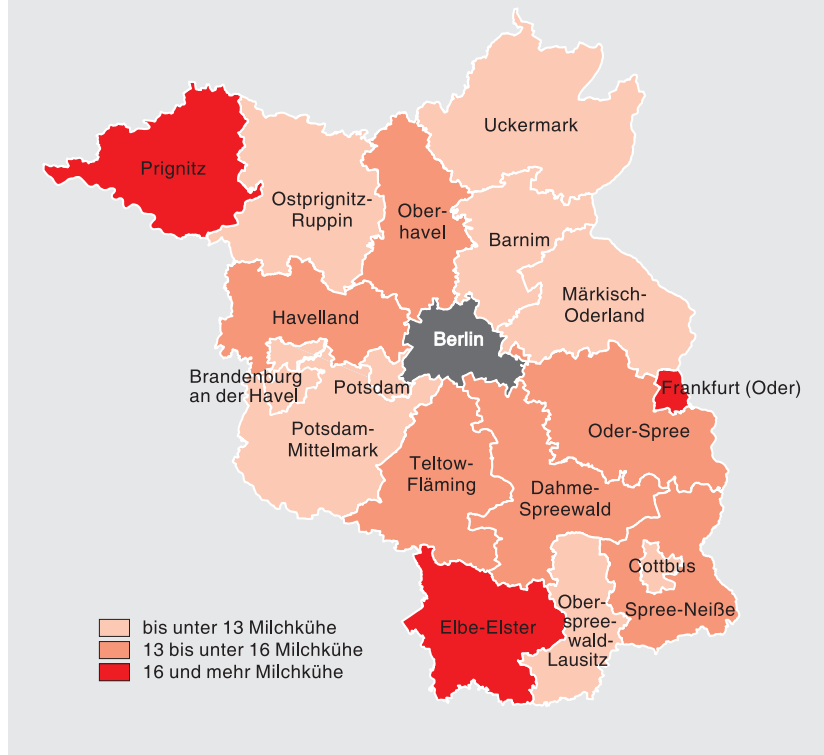 Uckermark
Prignitz
Ostprignitz-
Ruppin
Ober-
havel
Barnim
Märkisch-
Oderland
Havelland
Berlin
Brandenburg
an der Havel
Potsdam
Frankfurt (Oder)
Potsdam-
Mittelmark
Oder-Spree
Teltow-
Fläming
Dahme-
Spreewald
Cottbus
Spree-Neiße
Elbe-Elster
Ober-
spree-
wald-
Lausitz
bis unter 13 Milchkühe
13 bis unter 16 Milchkühe
16 und mehr Milchkühe